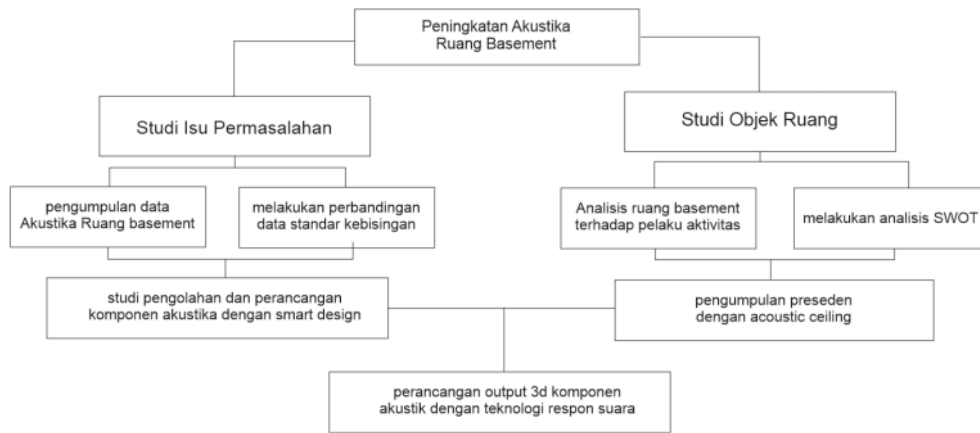 Peningkatan Akustika
Ruang Basement
Studi Isu Permasalahan
Studi Objek Ruang
pengumpulan data
Akustika Ruang basement
melakukan perbandingan
data standar kebisingan
Analisis ruang basement
terhadap pelaku aktivitas
melakukan analisis SWOT
studi pengolahan dan perancangan
komponen akustika dengan smart design
pengumpulan preseden
dengan acoustic ceiling
perancangan output 3d komponen
akustik dengan teknologi respon suara